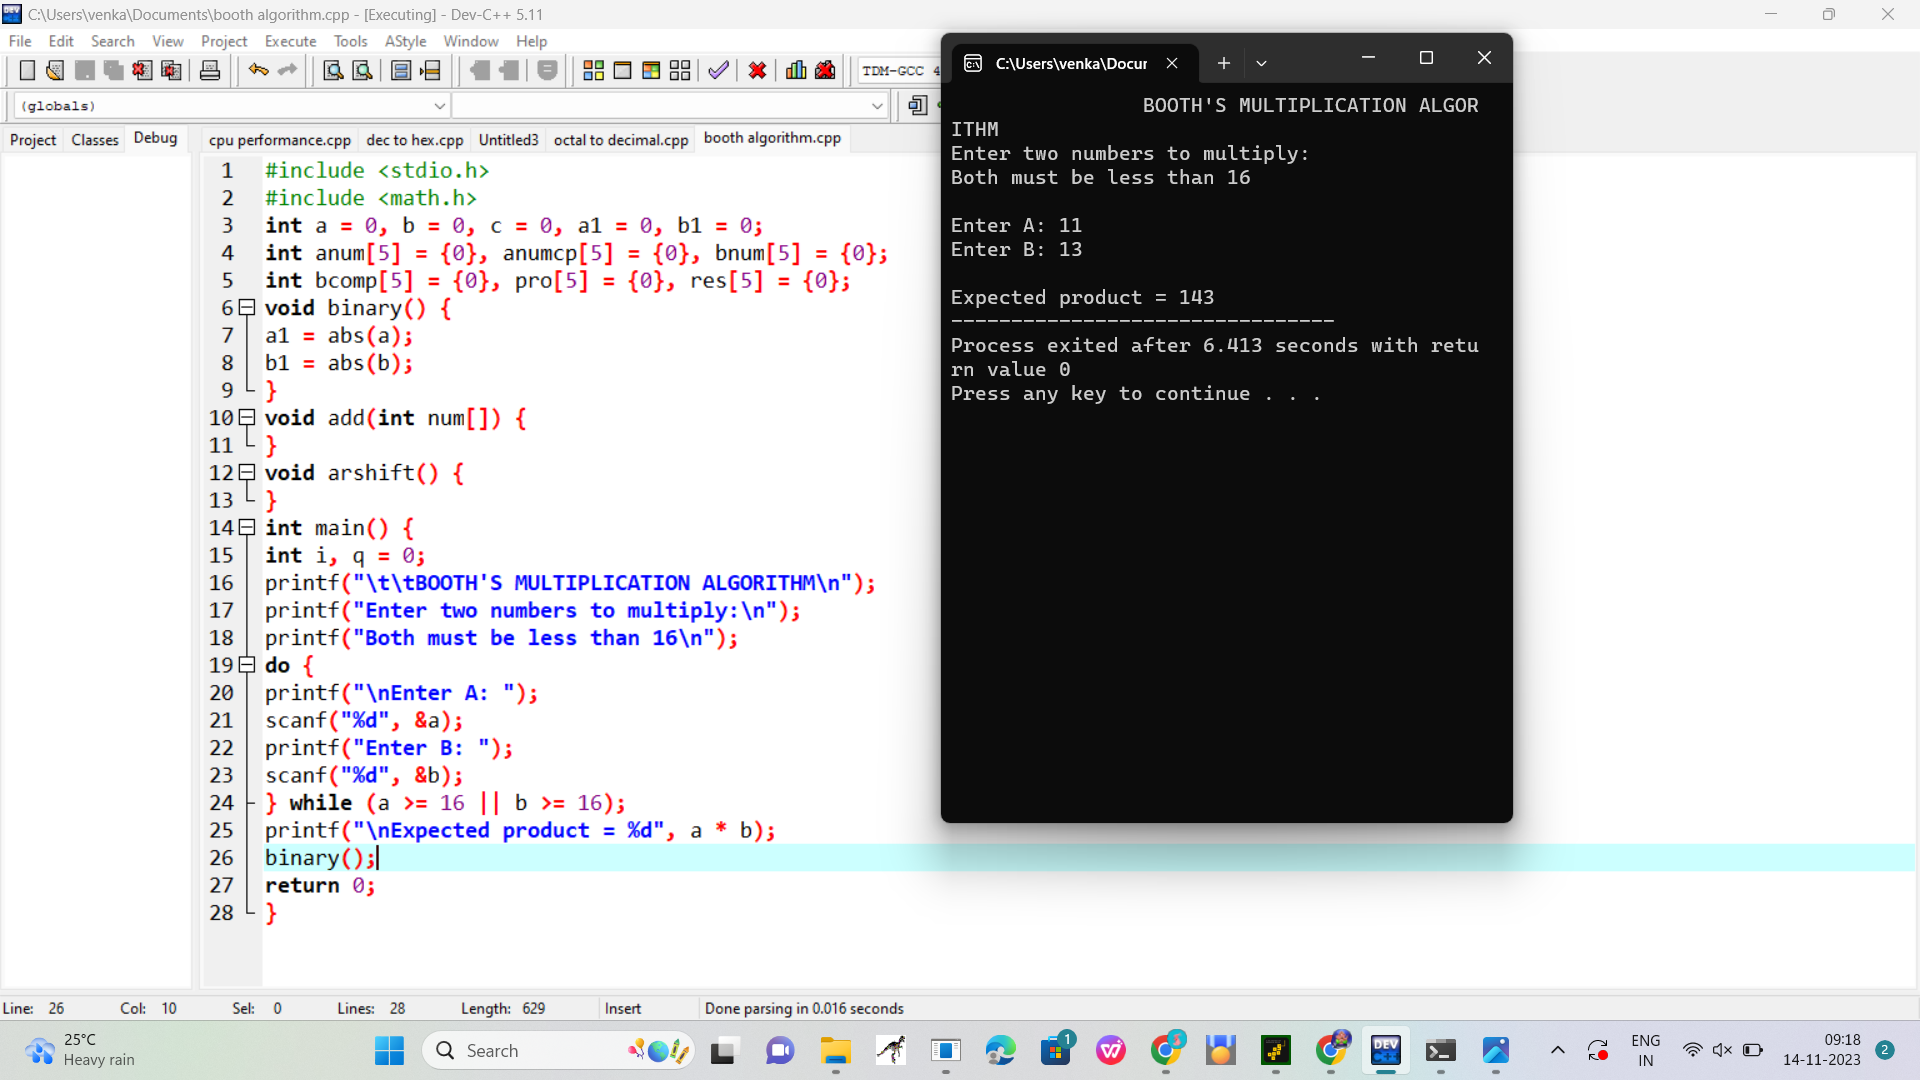 C:\Users\venka\Documents\booth algorithm.cpp - [Executing] - Dev-C++ 5.11
File Edit Search View Project Execute Tools AStyle Window Help
TDM-GCC 4
(globals)
Project Classes Debug
cpu performance.cpp dec to hex.cpp Untitled3 octal to decimal.cpp booth algorithm.cpp
1 #include <stdio.h>
2 #include <math.h>
3 int a = 0, b = 0, c = 0, a1 = 0, b1 = 0;
4 int anum[5] = {0}, anumcp[5] = {0}, bnum[5] = {0};
5 int bcomp[5] = {0}, pro[5] = {0}, res[5] = {0};
6 void binary() {
7 a1 = abs(a);
8 b1 = abs(b);
9 }
10 void add(int num[]) {
11 }
12 void arshift() {
13 }
14 int main() {
15 int i, q = 0;
16 printf("\t\tBOOTH'S MULTIPLICATION ALGORITHM\n");
17 printf("Enter two numbers to multiply:\n");
18 printf("Both must be less than 16\n");
19 do {
20 printf("\nEnter A: ");
21 scanf("%d", &a);
22 printf("Enter B: ");
23 scanf("%d", &b);
24 } while (a >= 16 || b >= 16);
25 printf("\nExpected product = %d", a * b);
26 binary();
27 return 0;
28 }
C:\Users\venka\Docur
BOOTH'S MULTIPLICATION ALGOR
ITHM
Enter two numbers to multiply:
Both must be less than 16
Enter A: 11
Enter B: 13
Expected product = 143
--------------------------------
Process exited after 6.413 seconds with retu
rn value 0
Press any key to continue . . .
Line: 26 Col: 10 Sel: 0 Lines: 28 Length: 629 Insert Done parsing in 0.016 seconds
25°C
Heavy rain
Search
1
DEV
ENG
IN
09:18
14-11-2023
2